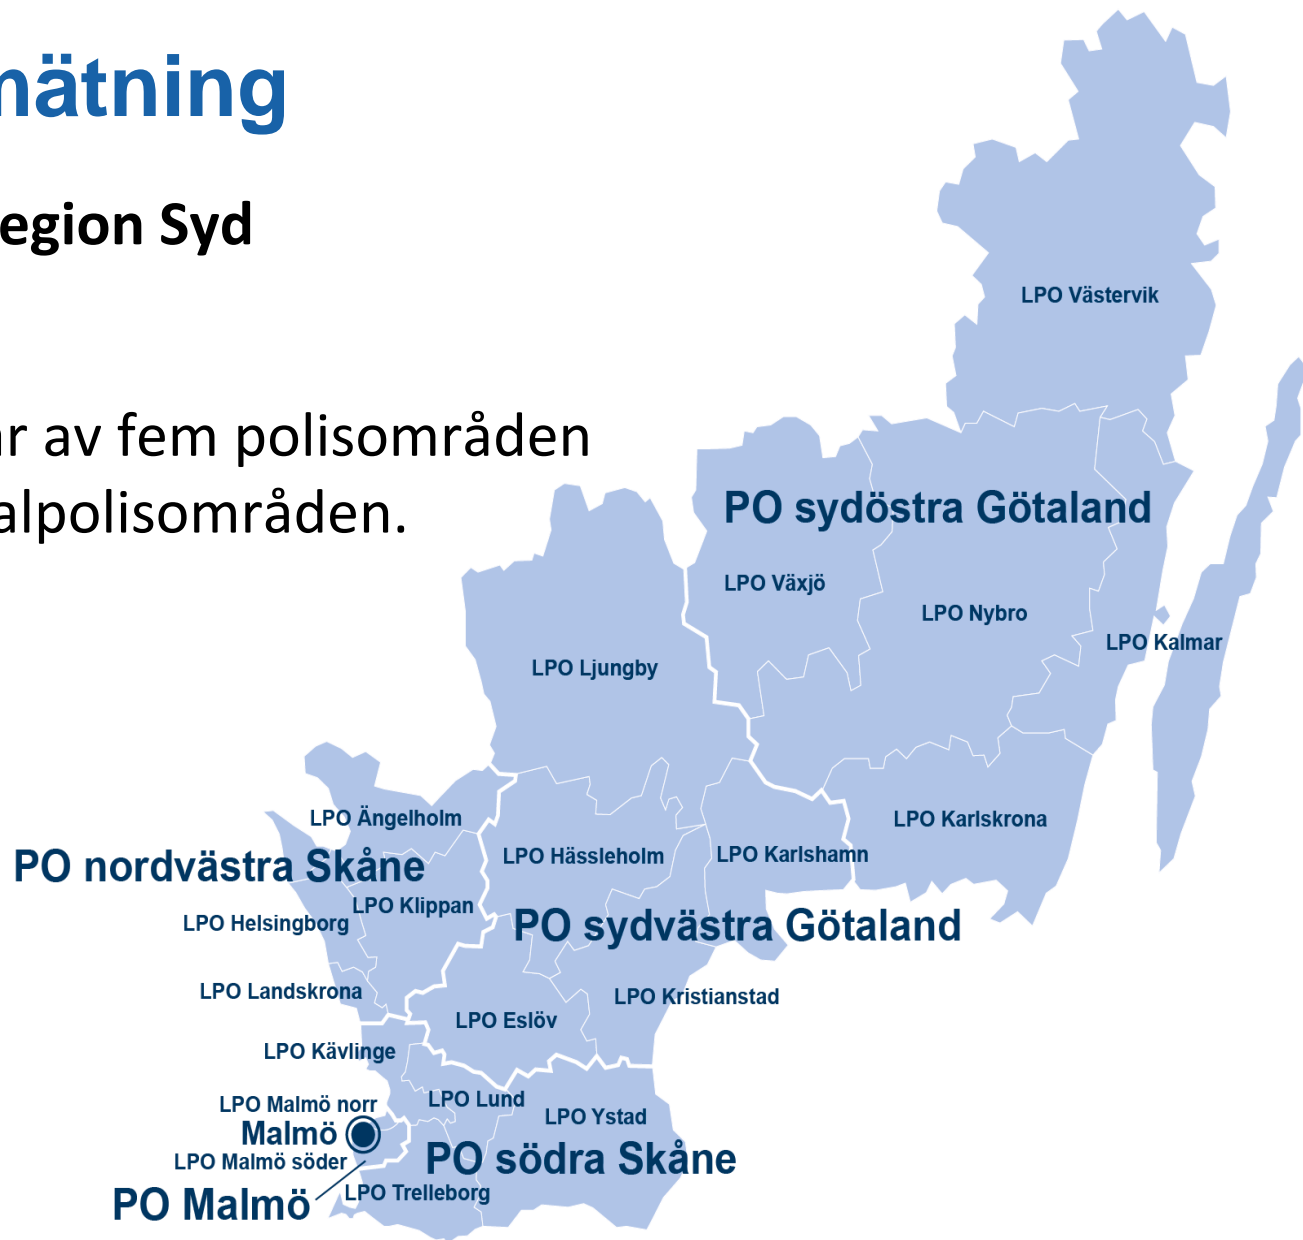 mätning
egion Syd
LPO Västervik
är av fem polisområden
alpolisområden.
PO sydöstra Götaland
LPO Växjö
LPO Nybro
LPO Kalmar
LPO Ljungby
LPO Ängelholm
LPO Karlskrona
PO nordvästra Skåne
LPO Hässleholm
LPO Karlshamn
LPO Klippan
LPO Helsingborg
PO sydvästra Götaland
LPO Landskrona
LPO Kristianstad
LPO Eslöv
LPO Kävlinge
LPO Malmö norr
LPO Lund
LPO Ystad
Malmö
LPO Malmö söder
PO södra Skåne
PO Malmö
LPO Trelleborg